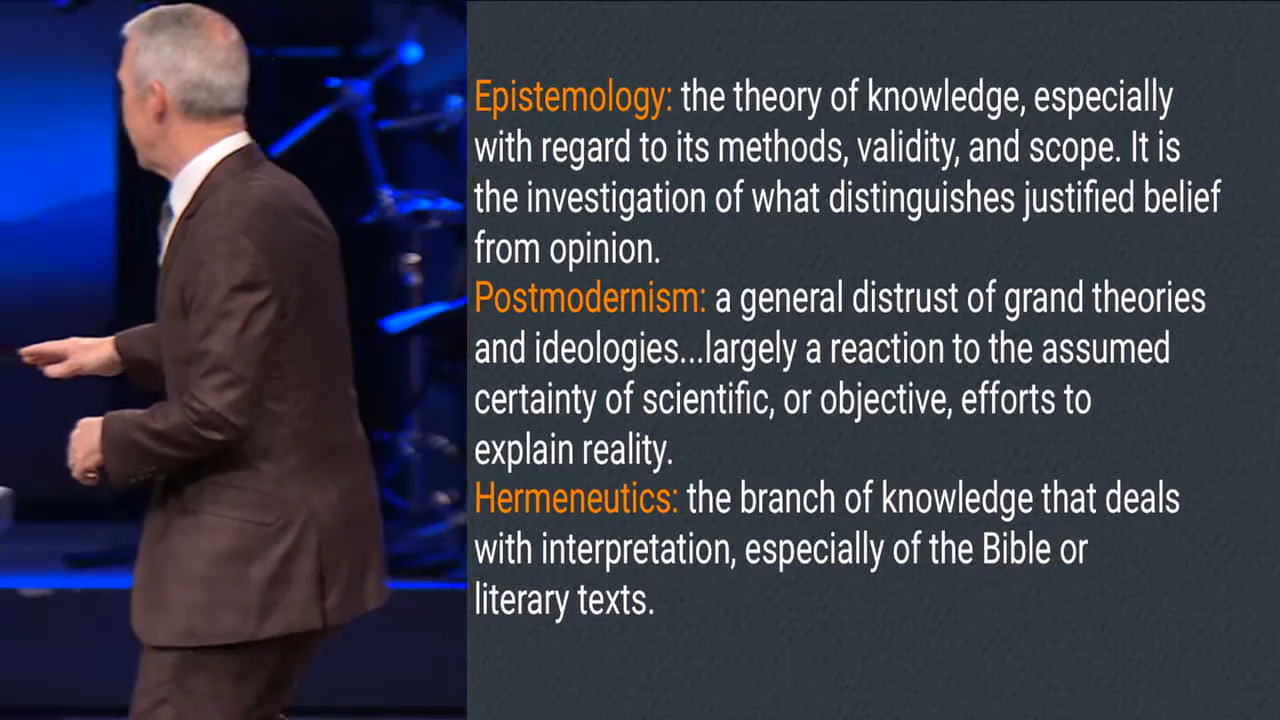 Epistemology: the theory of knowledge, especially
with regard to its methods, validity, and scope. It is
the investigation of what distinguishes justified belief
from opinion.
Postmodernism: a general distrust of grand theories
and ideologies...largely a reaction to the assumed
certainty of scientific, or objective, efforts to
explain reality.
Hermeneutics: the branch of knowledge that deals
with interpretation, especially of the Bible or
literary texts.